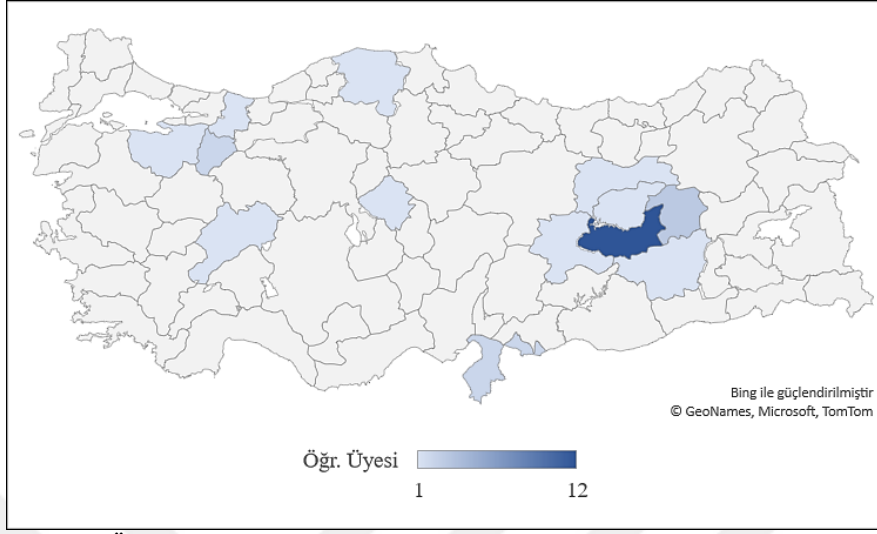 Bing ile güçlendirilmiştir
© GeoNames, Microsoft, TomTom
Öğr. Üyesi
1 12